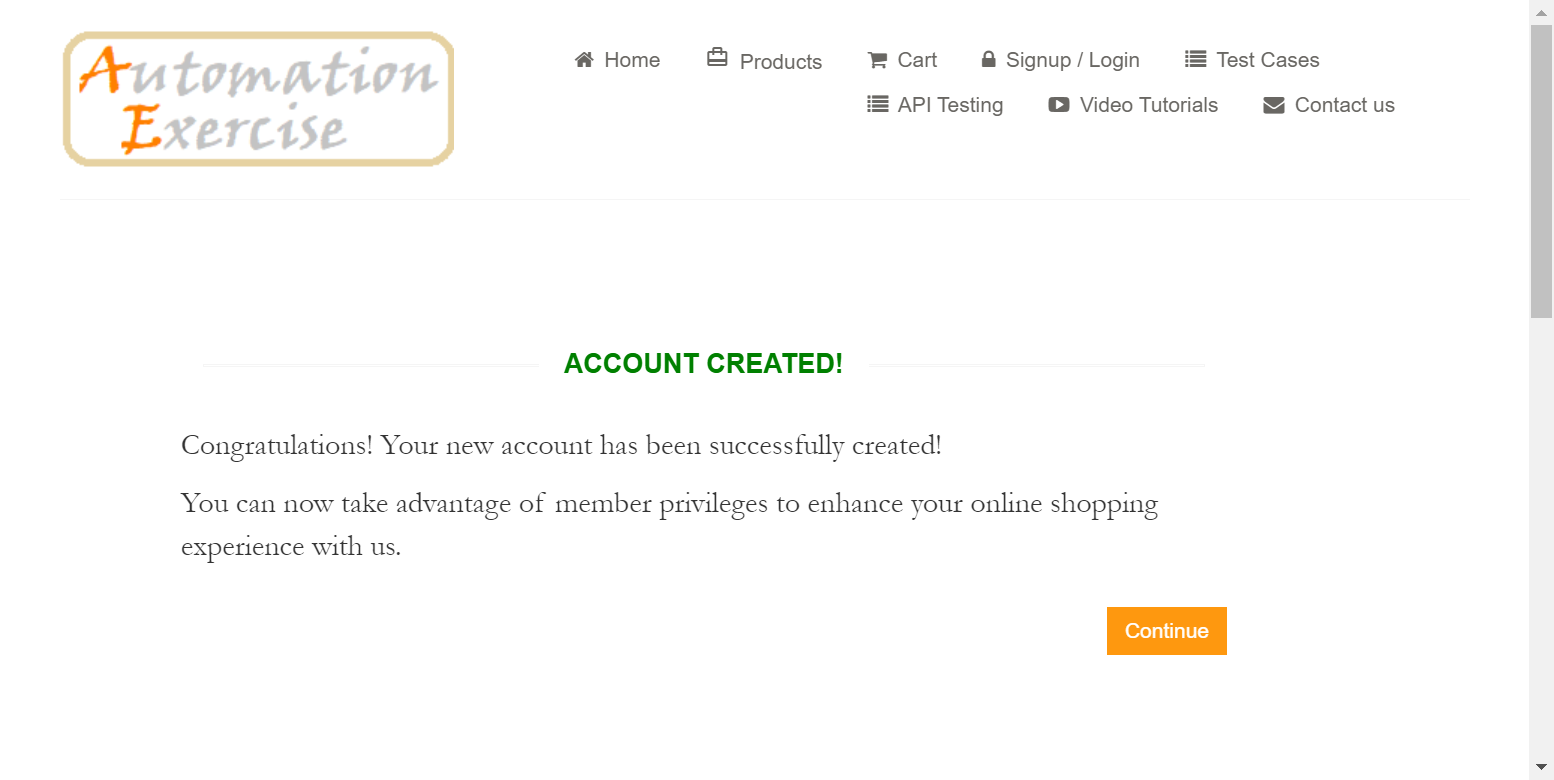 Automation
Exercise
Home Products Cart Signup / Login Test Cases
API Testing Video Tutorials Contact us
ACCOUNT CREATED!
Congratulations! Your new account has been successfully created!
You can now take advantage of member privileges to enhance your online shopping
experience with us.
Continue